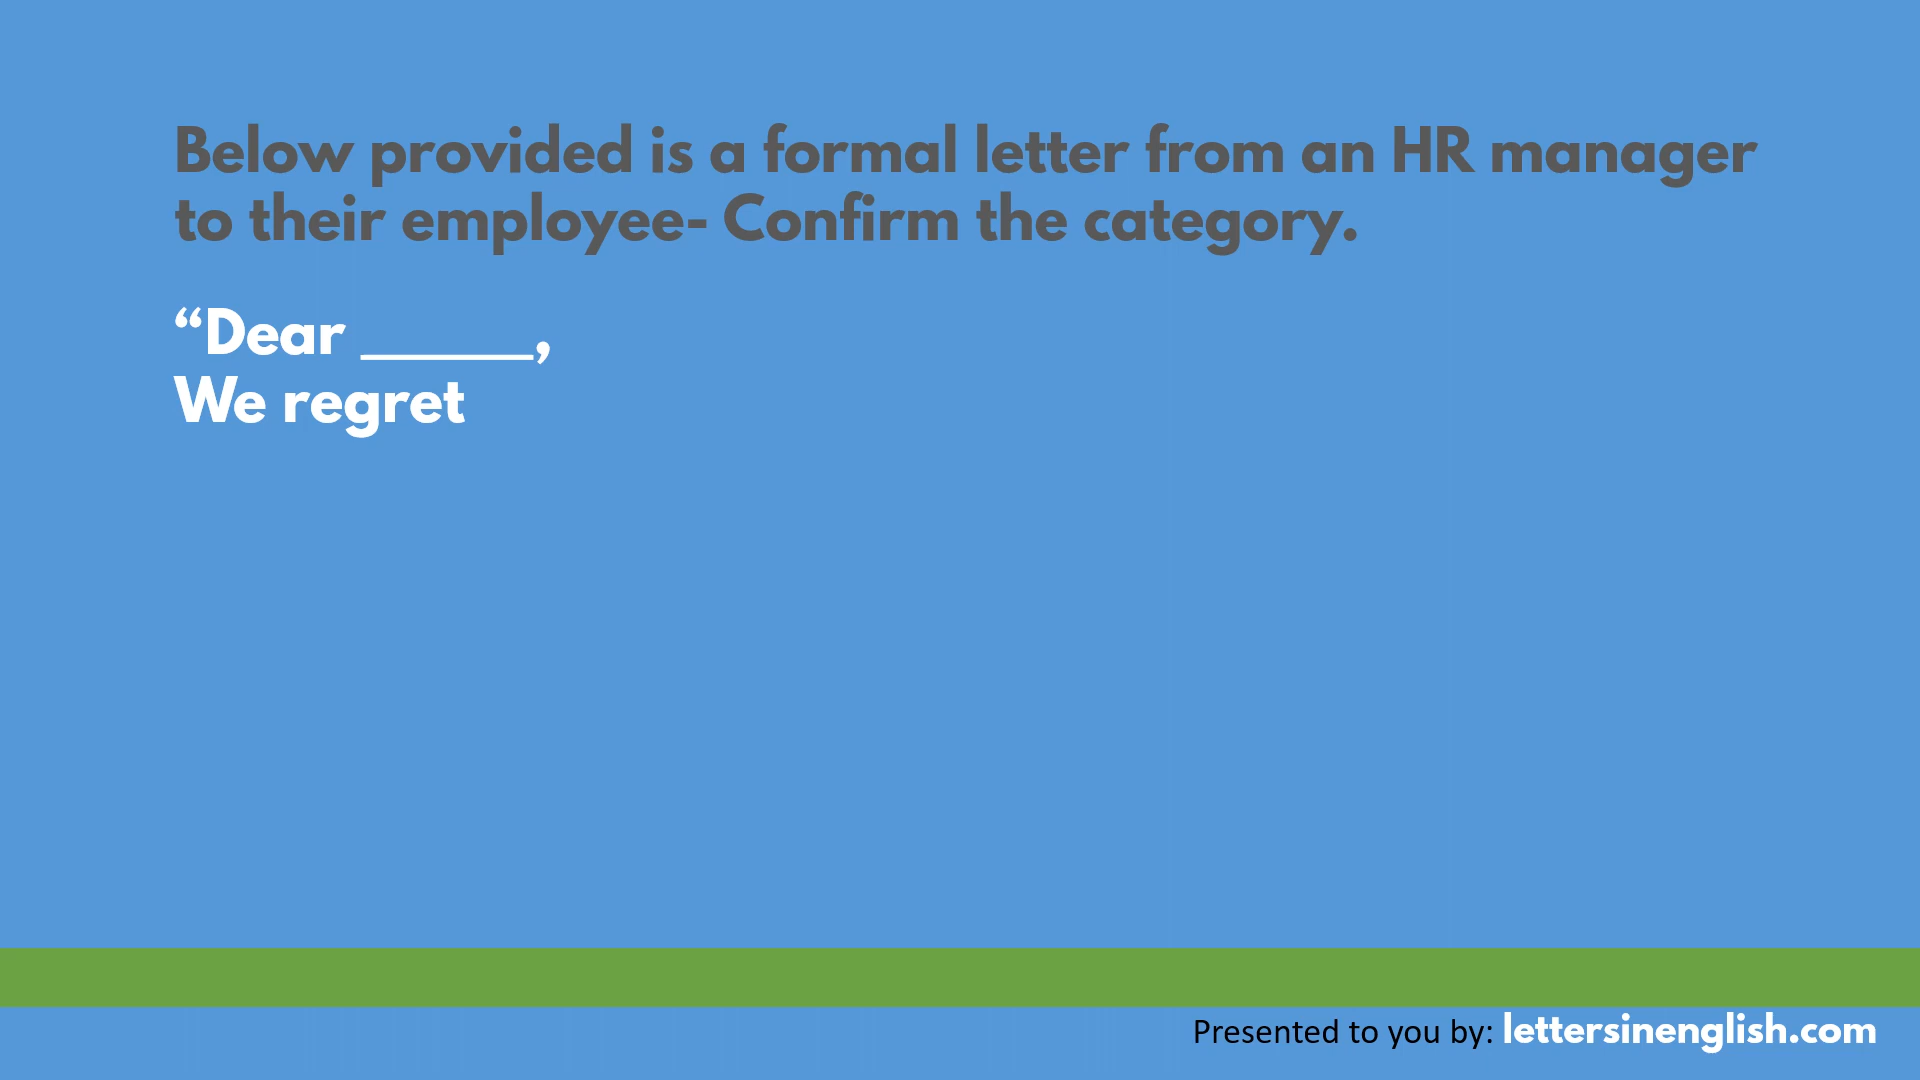 Below provided is a formal letter from an HR manager
to their employee- Confirm the category.
“Dear ______,
We regret
Presented to you by: lettersinenglish.com